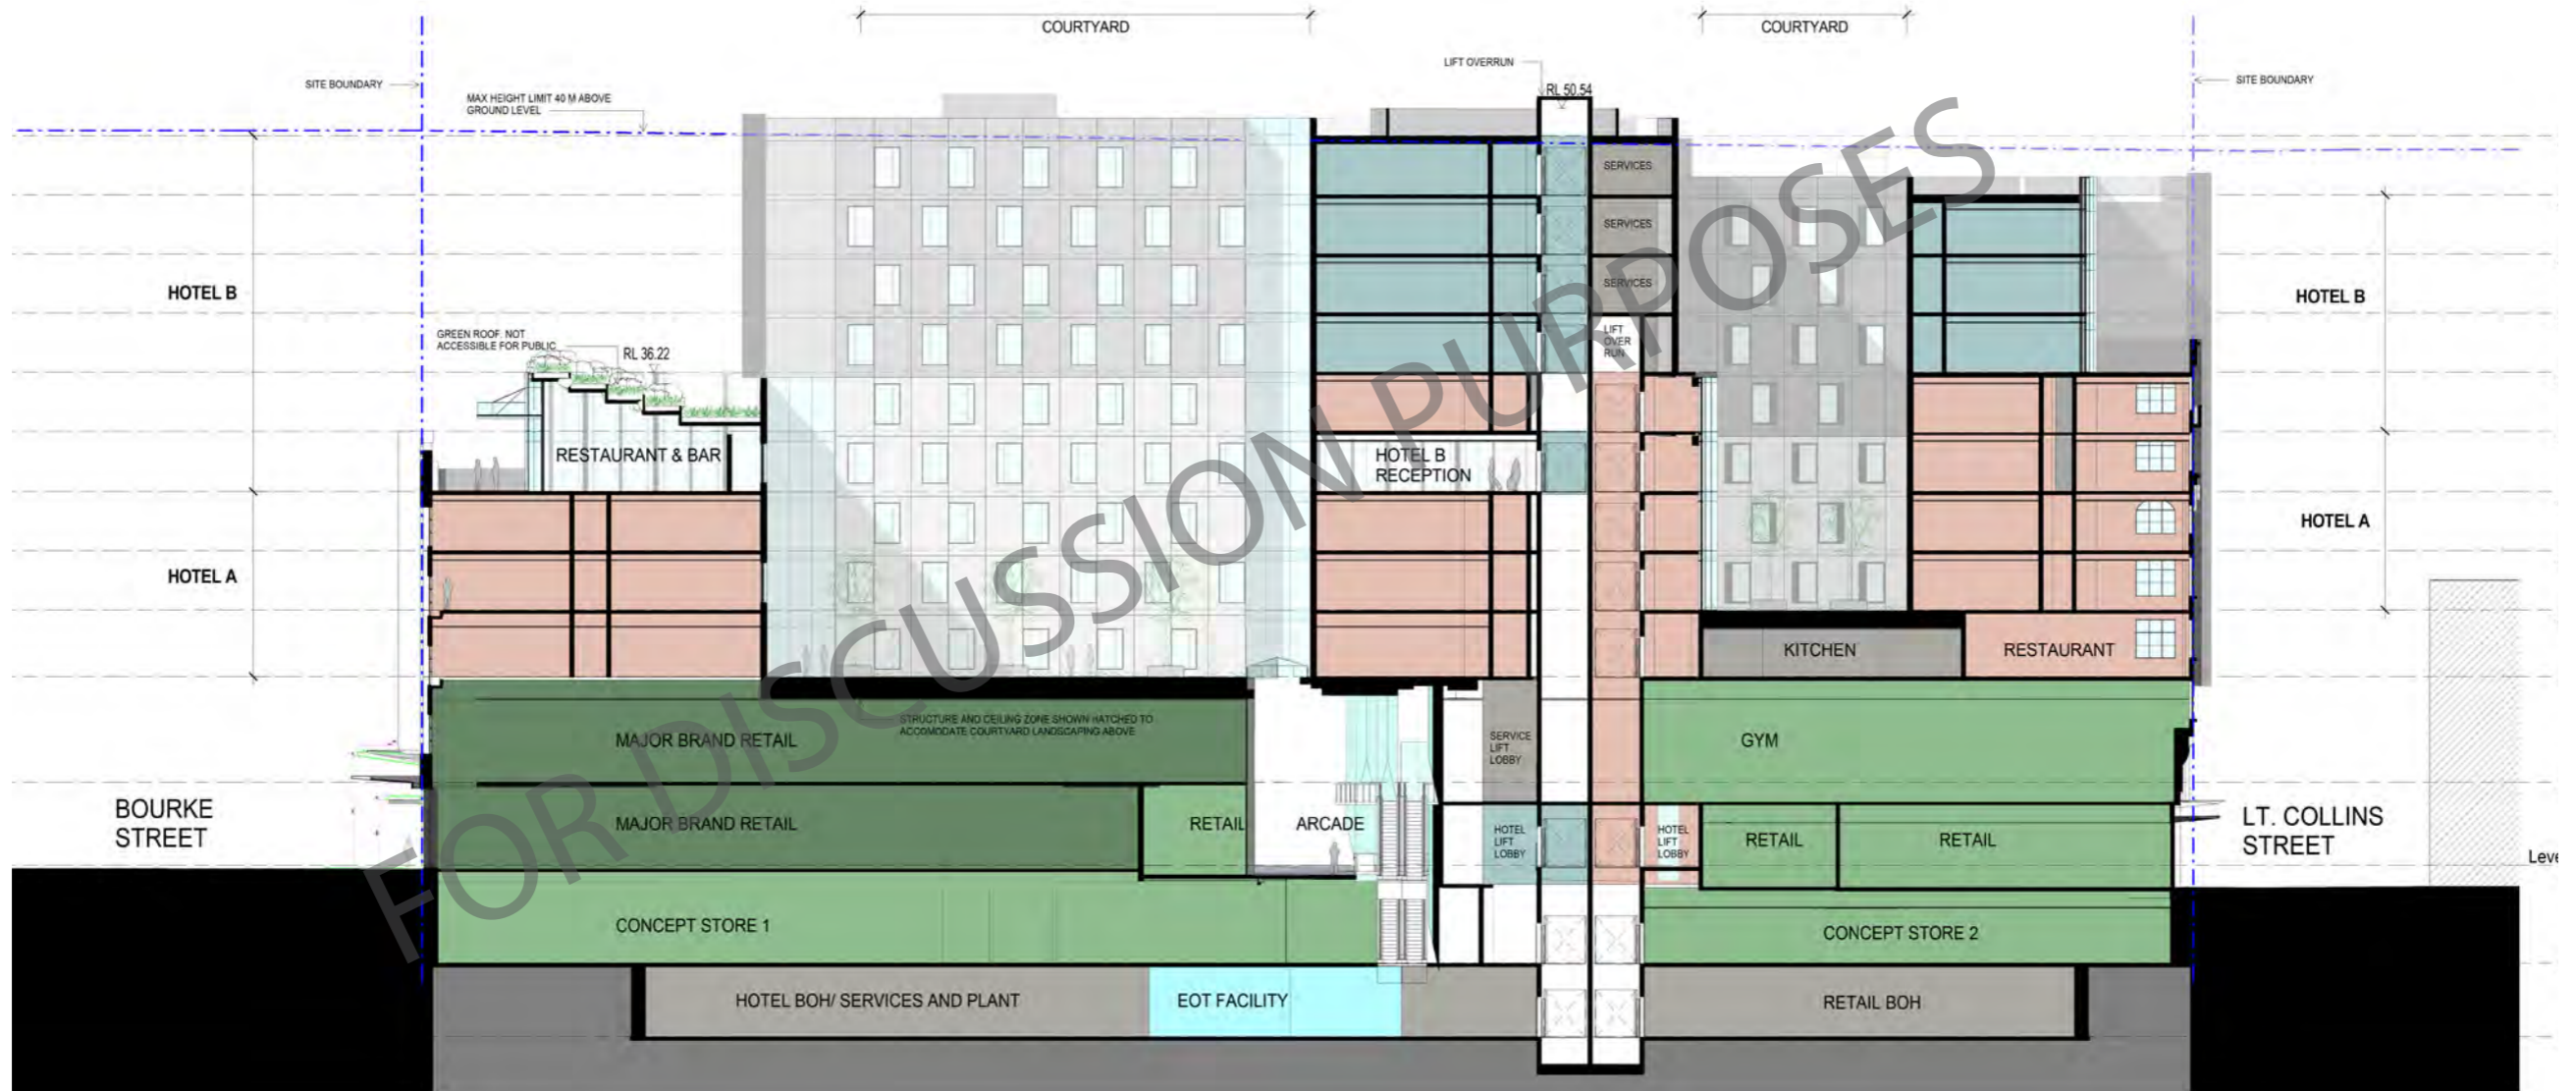 COURTYARD
COURTYARD
LIFT OVERRUN
SITE BOUNDARY
SITE BOUNDARY
MAX HEIGHT LIMIT 40 M ABOVE
GROUND LEVEL
RL 50.54
SERVICES
SERVICES
SERVICES
HOTEL B
HOTEL B
GREEN ROOF. NOT
ACCESSIBLE FOR PUBLIC
RL 36.22
LIFT
OVER
RUN
RESTAURANT & BAR
HOTEL B
RECEPTION
HOTEL A
HOTEL A
KITCHEN
RESTAURANT
STRUCTURE AND CEILING ZONE SHOWN HATCHED TO
ACCOMODATE COURTYARD LANDSCAPING ABOVE
MAJOR BRAND RETAIL
SERVICE
LIFT
LOBBY
GYM
BOURKE
STREET
MAJOR BRAND RETAIL
RETAIL
ARCADE
HOTEL
LIFT
LOBBY
HOTEL
LIFT
LOBBY
RETAIL
RETAIL
LT. COLLINS
STREET
Leve
CONCEPT STORE 1
CONCEPT STORE 2
HOTEL BOH/ SERVICES AND PLANT
EOT FACILITY
RETAIL BOH
FOR DISCUSSION PURPOSES